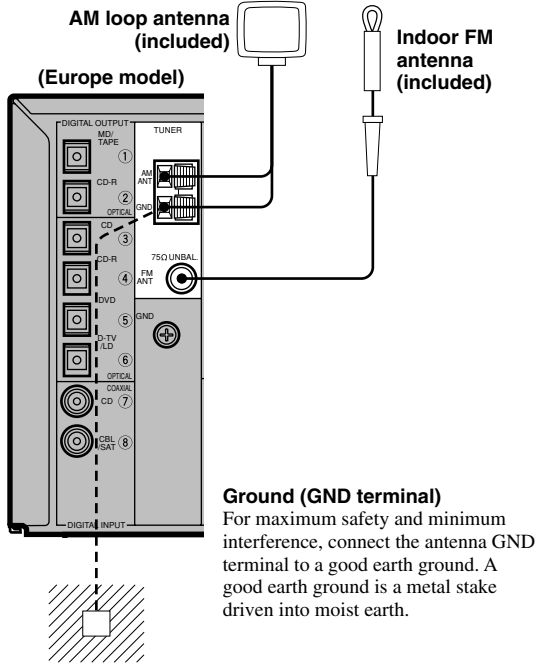 AM loop antenna
(included)
Indoor FM
antenna
(included)
(Europe model)
DIGITAL OUTPUT
MD/
TAPE
1
CD-R
2
OPTICAL
CD
3
CD-R
4
DVD
5
D-TV
/LD
6
OPTICAL
COAXIAL
CD 7
CBL
/SAT
8
DIGITAL INPUT
TUNER
AM
ANT
GND
75Ω UNBAL.
FM
ANT
GND
Ground (GND terminal)
For maximum safety and minimum
interference, connect the antenna GND
terminal to a good earth ground. A
good earth ground is a metal stake
driven into moist earth.